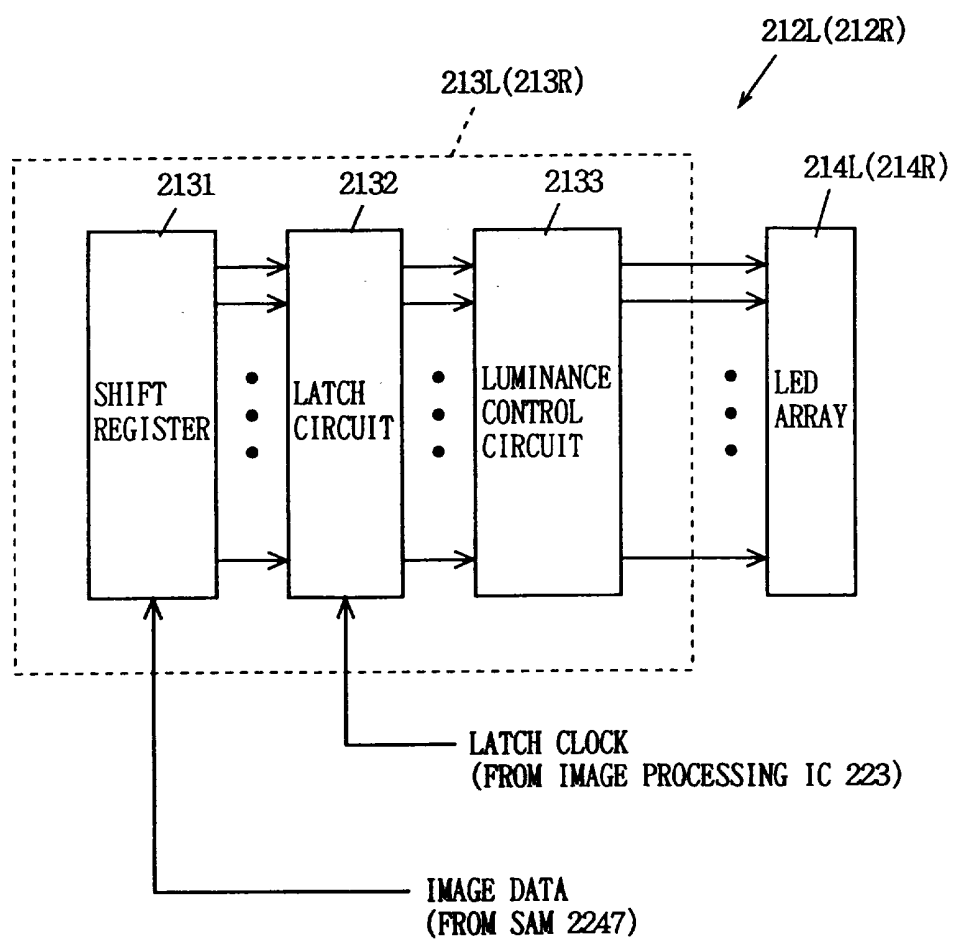 212L(212R)
213L(213R)
214L(214R)
2131
2132
2133
SHIFT
REGISTER
LATCH
CIRCUIT
LUMINANCE
CONTROL
CIRCUIT
LED
ARRAY
LATCH CLOCK
(FROM IMAGE PROCESSING IC 223)
IMAGE DATA
(FROM SAM 2247)